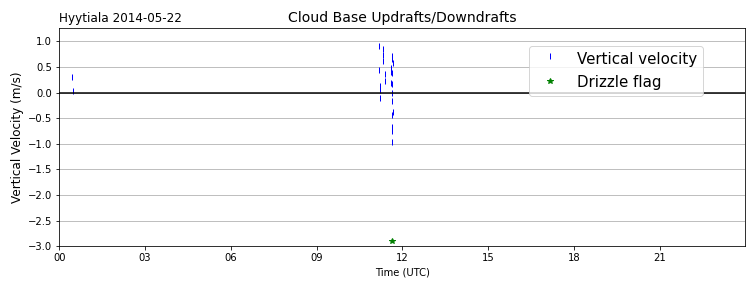 Hyytiala 2014-05-22
Cloud Base Updrafts/Downdrafts
Vertical Velocity (m/s)
1.0
0.5
0.0
−0.5
−1.0
−1.5
−2.0
−2.5
−3.0
Vertical velocity
Drizzle flag
00 03 06 09 12 15 18 21
Time (UTC)